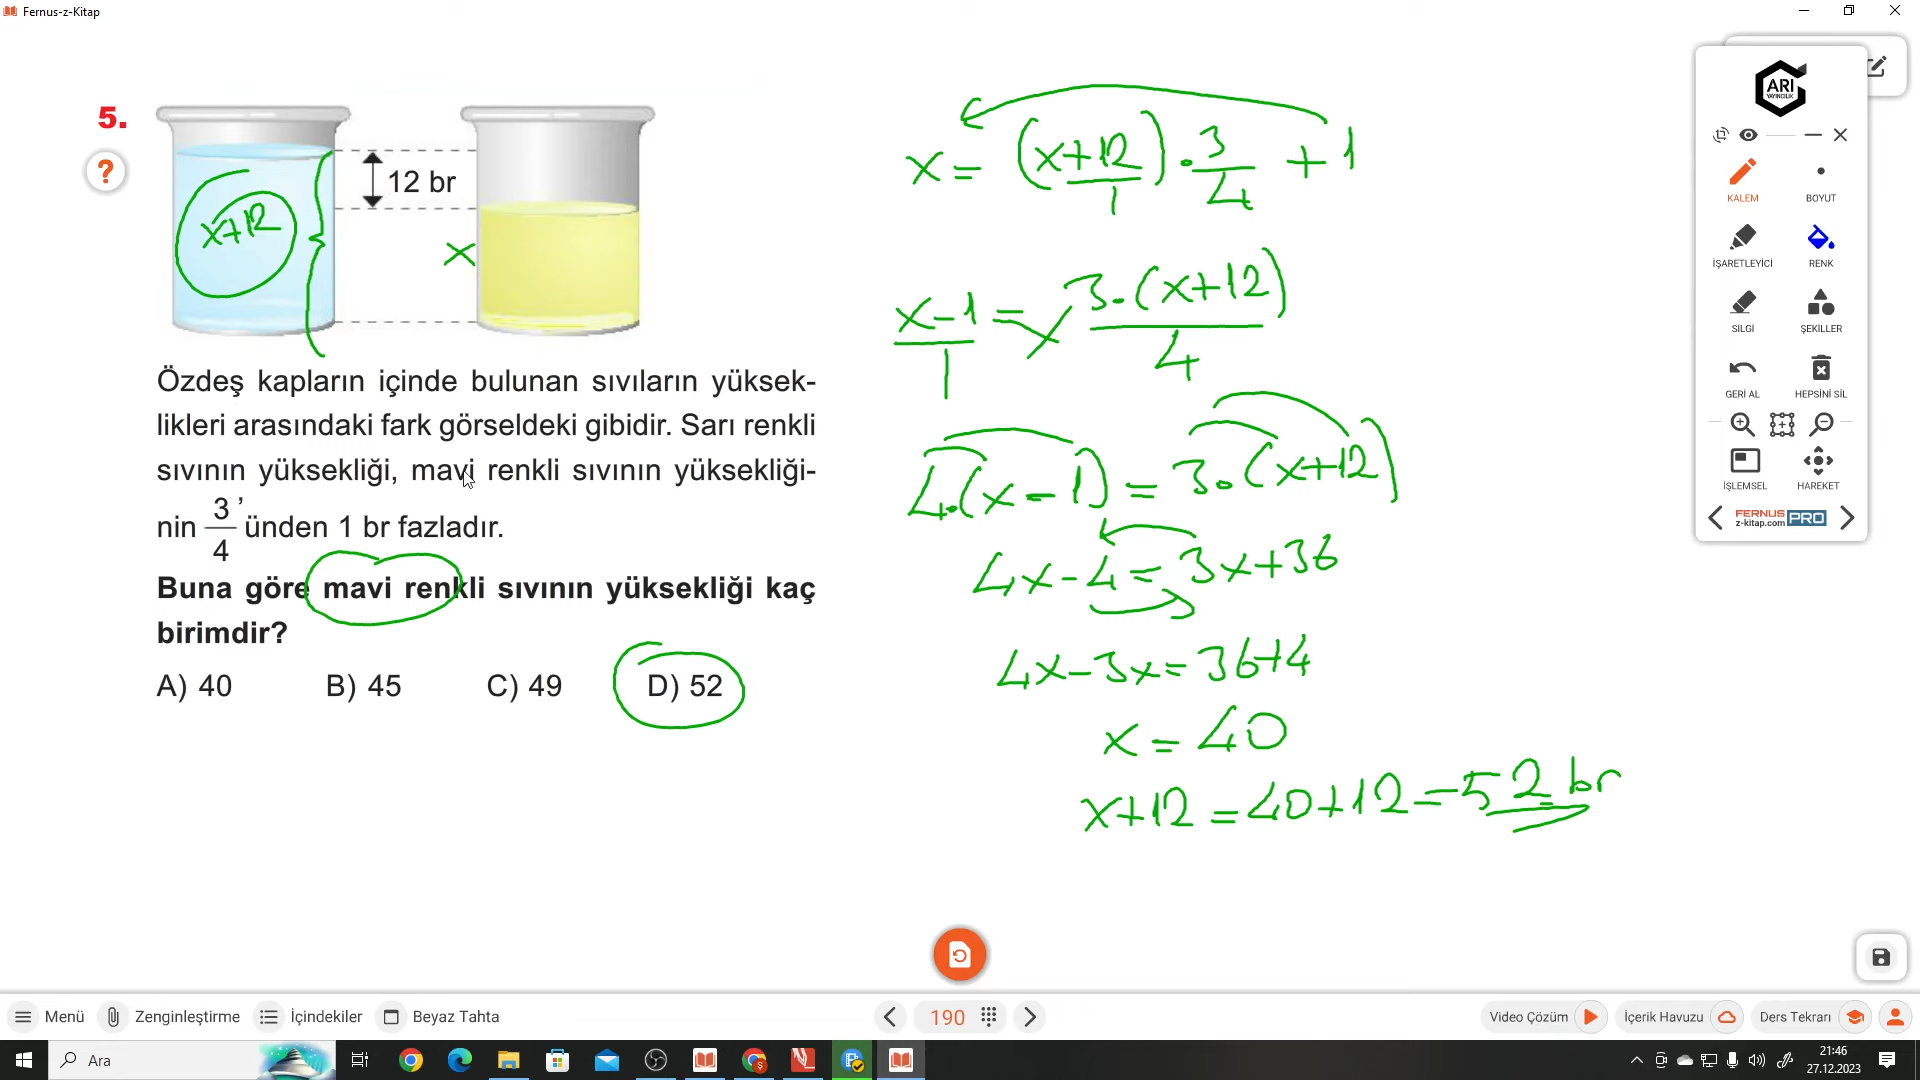 Fernus-z-Kitap
5.
?
12 br
x+12
x
Özdeş kapların içinde bulunan sıvıların yüksek-
likleri arasındaki fark görseldeki gibidir. Sarı renkli
sıvının yüksekliği, mavi renkli sıvının yüksekliği-
nin 3/4'ünden 1 br fazladır.
Buna göre mavi renkli sıvının yüksekliği kaç
birimdir?
A) 40 B) 45 C) 49 D) 52
x = (x+12)/1 · 3/4 + 1
x-1/1 = 3·(x+12)/4
4·(x-1) = 3·(x+12)
4x-4 = 3x+36
4x-3x = 36+4
x = 40
x+12 = 40+12 = 52 br
ARI
YAYINCILIK
KALEM BOYUT
İŞARETLEYİCİ RENK
SİLGİ ŞEKİLLER
GERİ AL HEPSİNİ SİL
İŞLEMSEL HAREKET
FERNUS
z-kitap.com PRO
Menü Zenginleştirme İçindekiler Beyaz Tahta 190 Video Çözüm İçerik Havuzu Ders Tekrarı
Ara
21:46
27.12.2023